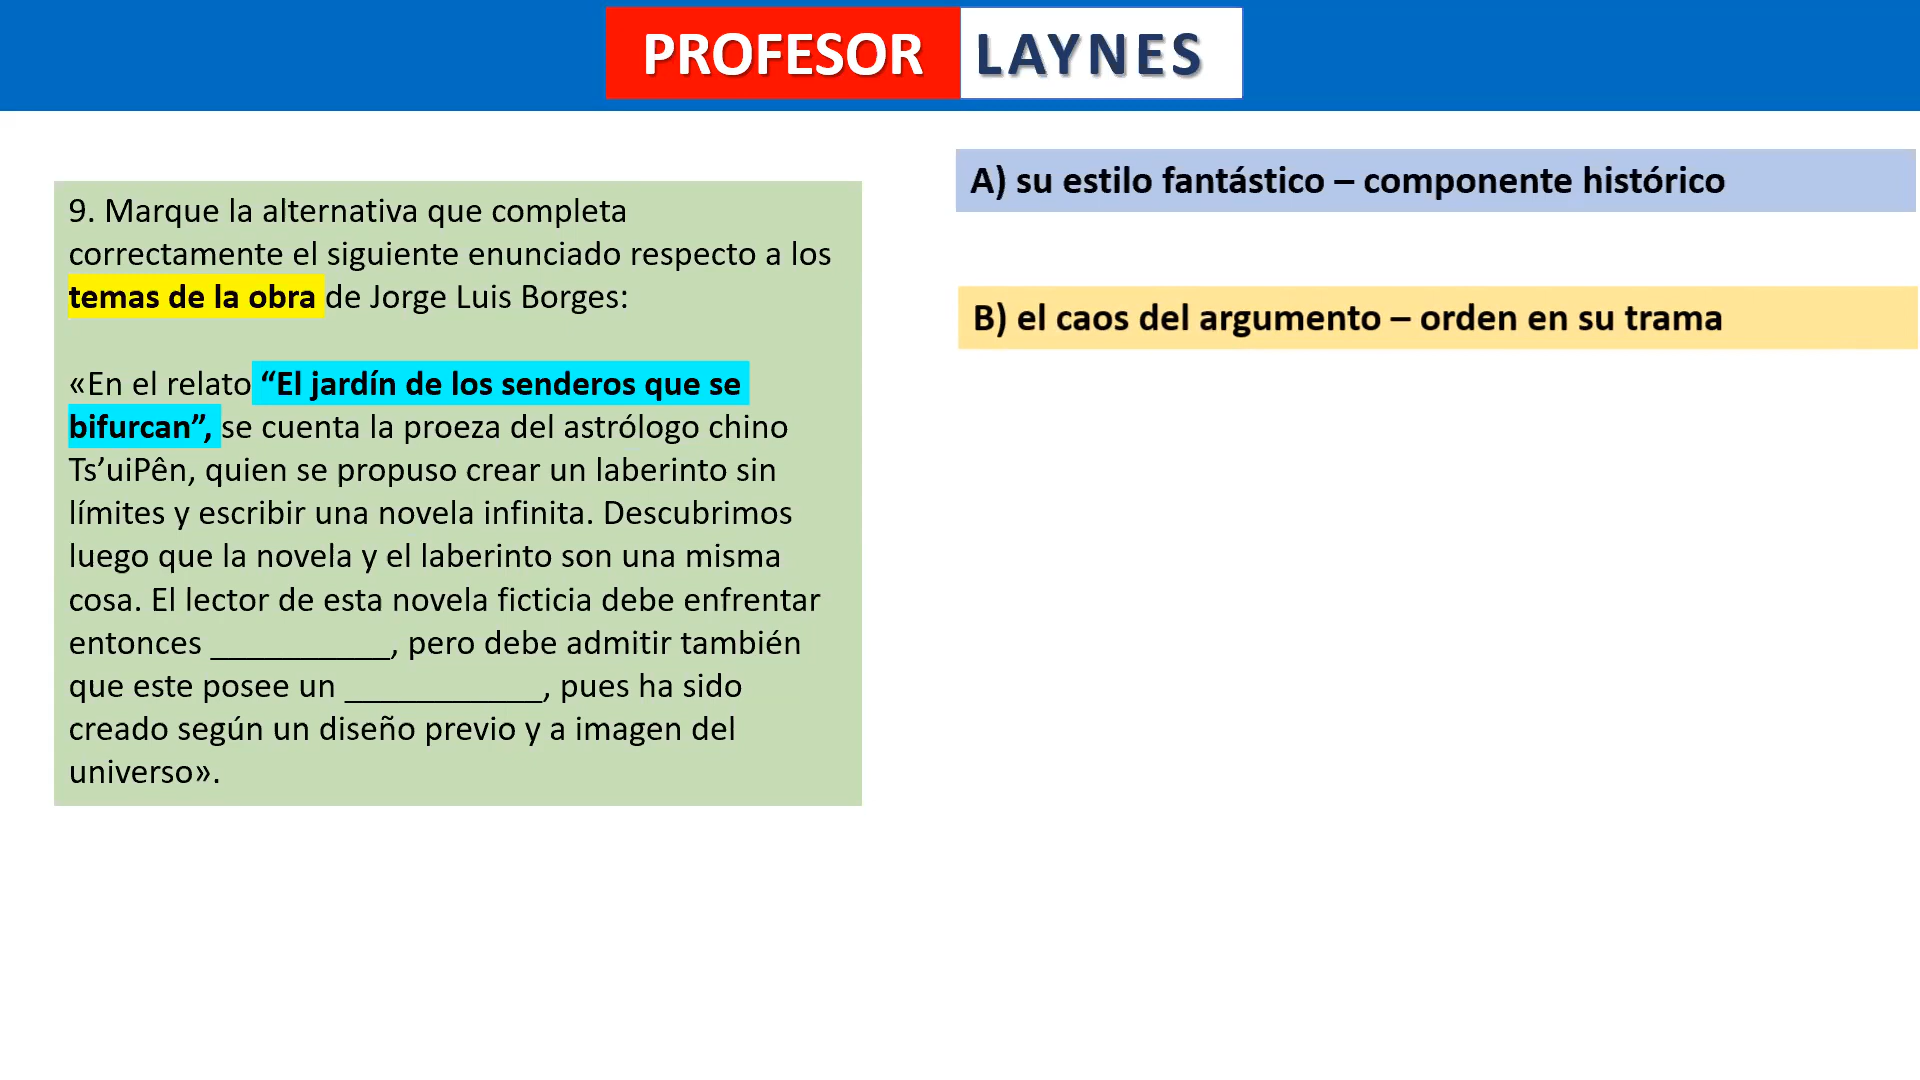 PROFESOR LAYNES
9. Marque la alternativa que completa
correctamente el siguiente enunciado respecto a los
temas de la obra de Jorge Luis Borges:
«En el relato “El jardín de los senderos que se
bifurcan”, se cuenta la proeza del astrólogo chino
Ts’uiPên, quien se propuso crear un laberinto sin
límites y escribir una novela infinita. Descubrimos
luego que la novela y el laberinto son una misma
cosa. El lector de esta novela ficticia debe enfrentar
entonces __________, pero debe admitir también
que este posee un ___________, pues ha sido
creado según un diseño previo y a imagen del
universo».
A) su estilo fantástico – componente histórico
B) el caos del argumento – orden en su trama